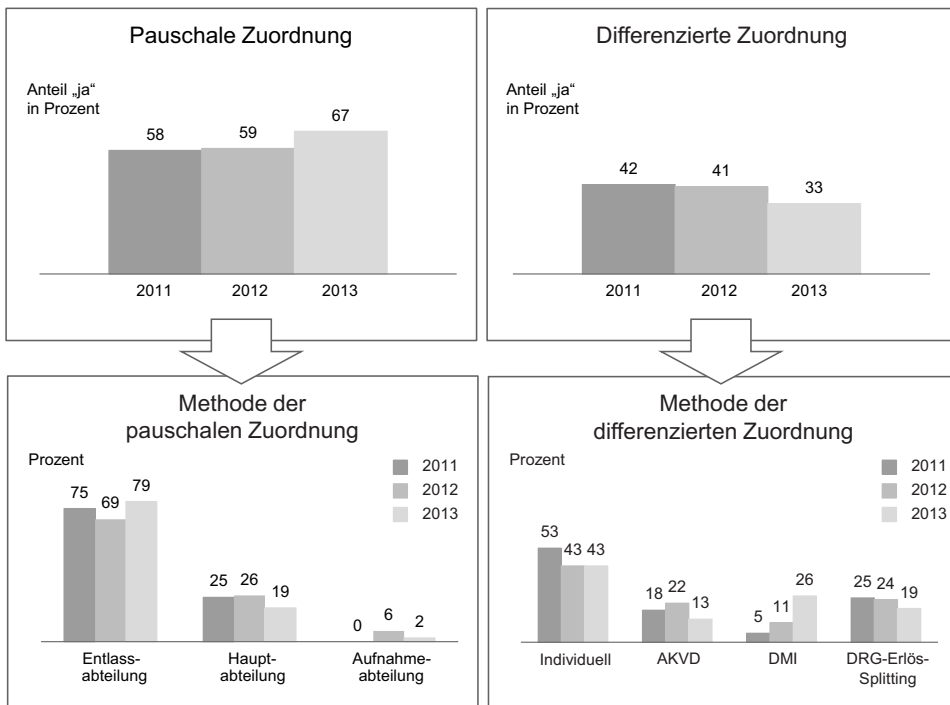 Pauschale Zuordnung
Anteil „ja“
in Prozent
58
59
67
2011
2012
2013
Differenzierte Zuordnung
Anteil „ja“
in Prozent
42
41
33
2011
2012
2013
Methode der
pauschalen Zuordnung
Prozent
2011
2012
2013
75
69
79
25
26
19
0
6
2
Entlass-
abteilung
Haupt-
abteilung
Aufnahme-
abteilung
Methode der
differenzierten Zuordnung
Prozent
2011
2012
2013
53
43
43
18
22
13
5
11
26
25
24
19
Individuell
AKVD
DMI
DRG-Erlös-
Splitting